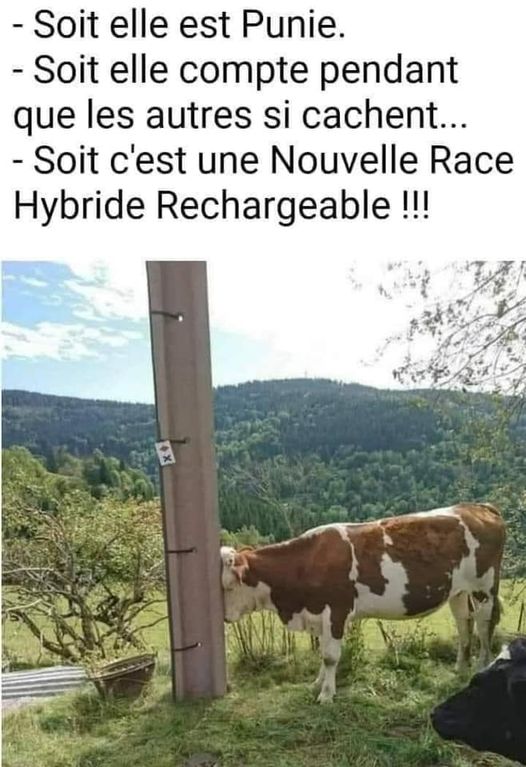 - Soit elle est Punie.
- Soit elle compte pendant
que les autres si cachent...
- Soit c'est une Nouvelle Race
Hybride Rechargeable !!!